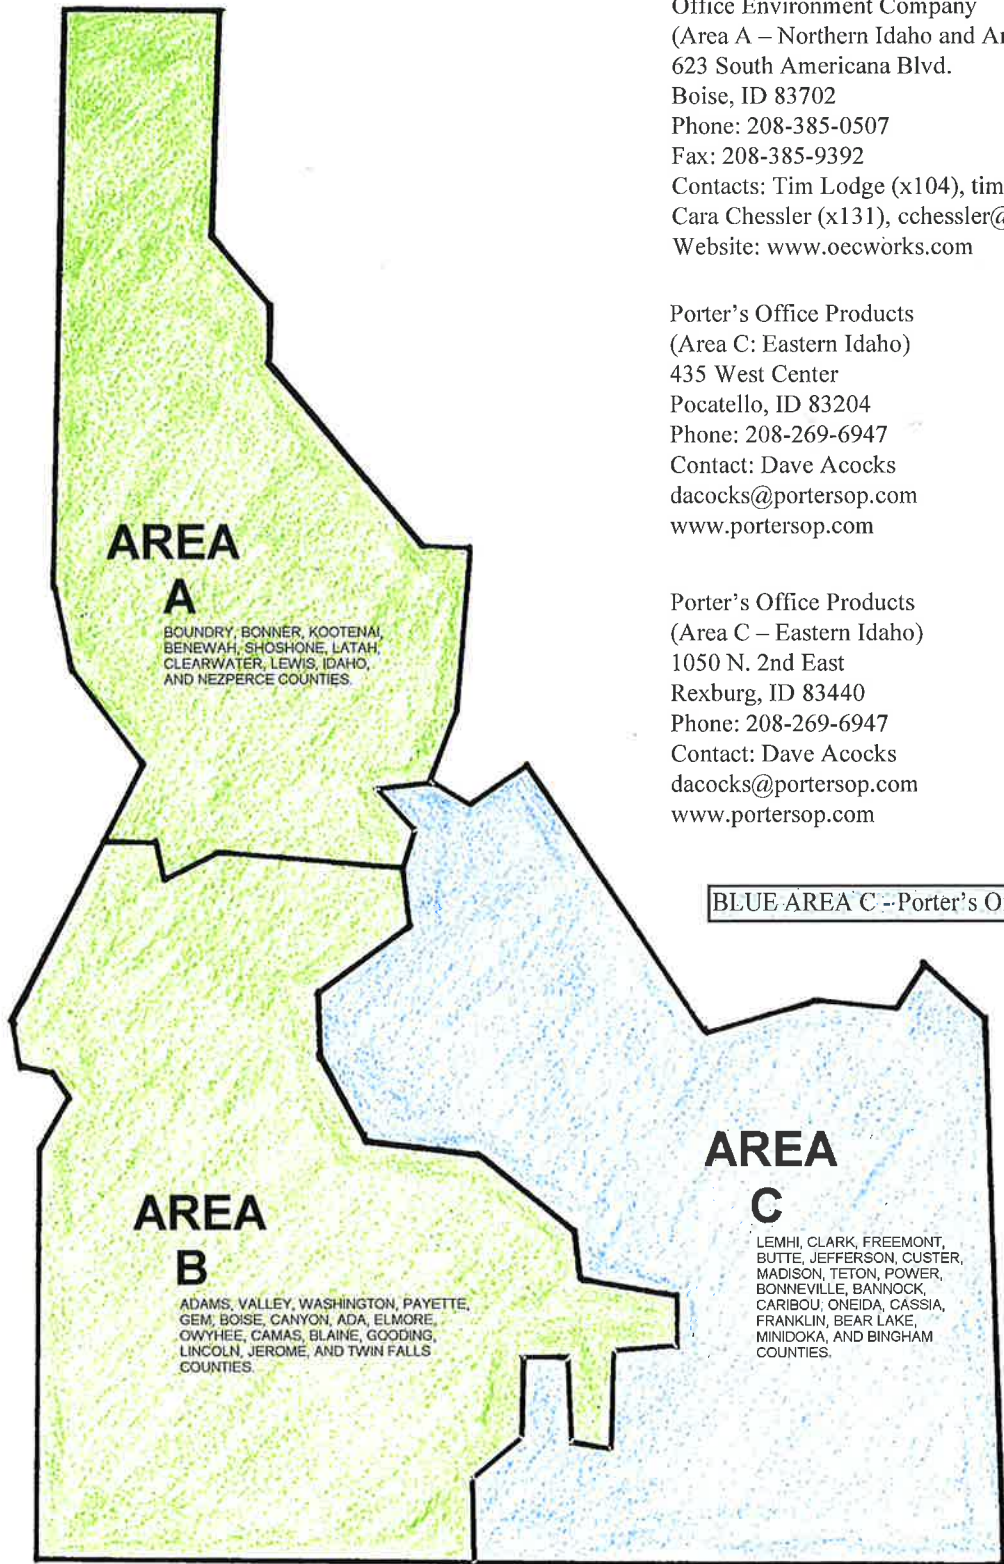 Office Environment Company
(Area A – Northern Idaho and Ar
623 South Americana Blvd.
Boise, ID 83702
Phone: 208-385-0507
Fax: 208-385-9392
Contacts: Tim Lodge (x104), tim
Cara Chessler (x131), cchessler@
Website: www.oecworks.com
Porter's Office Products
(Area C: Eastern Idaho)
435 West Center
Pocatello, ID 83204
Phone: 208-269-6947
Contact: Dave Acocks
dacocks@portersop.com
www.portersop.com
Porter's Office Products
(Area C – Eastern Idaho)
1050 N. 2nd East
Rexburg, ID 83440
Phone: 208-269-6947
Contact: Dave Acocks
dacocks@portersop.com
www.portersop.com
BLUE AREA C - Porter's O
AREA
A
BOUNDRY, BONNER, KOOTENAI,
BENEWAH, SHOSHONE, LATAH,
CLEARWATER, LEWIS, IDAHO,
AND NEZPERCE COUNTIES.
AREA
B
ADAMS, VALLEY, WASHINGTON, PAYETTE,
GEM, BOISE, CANYON, ADA, ELMORE,
OWYHEE, CAMAS, BLAINE, GOODING,
LINCOLN, JEROME, AND TWIN FALLS
COUNTIES.
AREA
C
LEMHI, CLARK, FREEMONT,
BUTTE, JEFFERSON, CUSTER,
MADISON, TETON, POWER,
BONNEVILLE, BANNOCK,
CARIBOU, ONEIDA, CASSIA,
FRANKLIN, BEAR LAKE,
MINIDOKA, AND BINGHAM
COUNTIES.